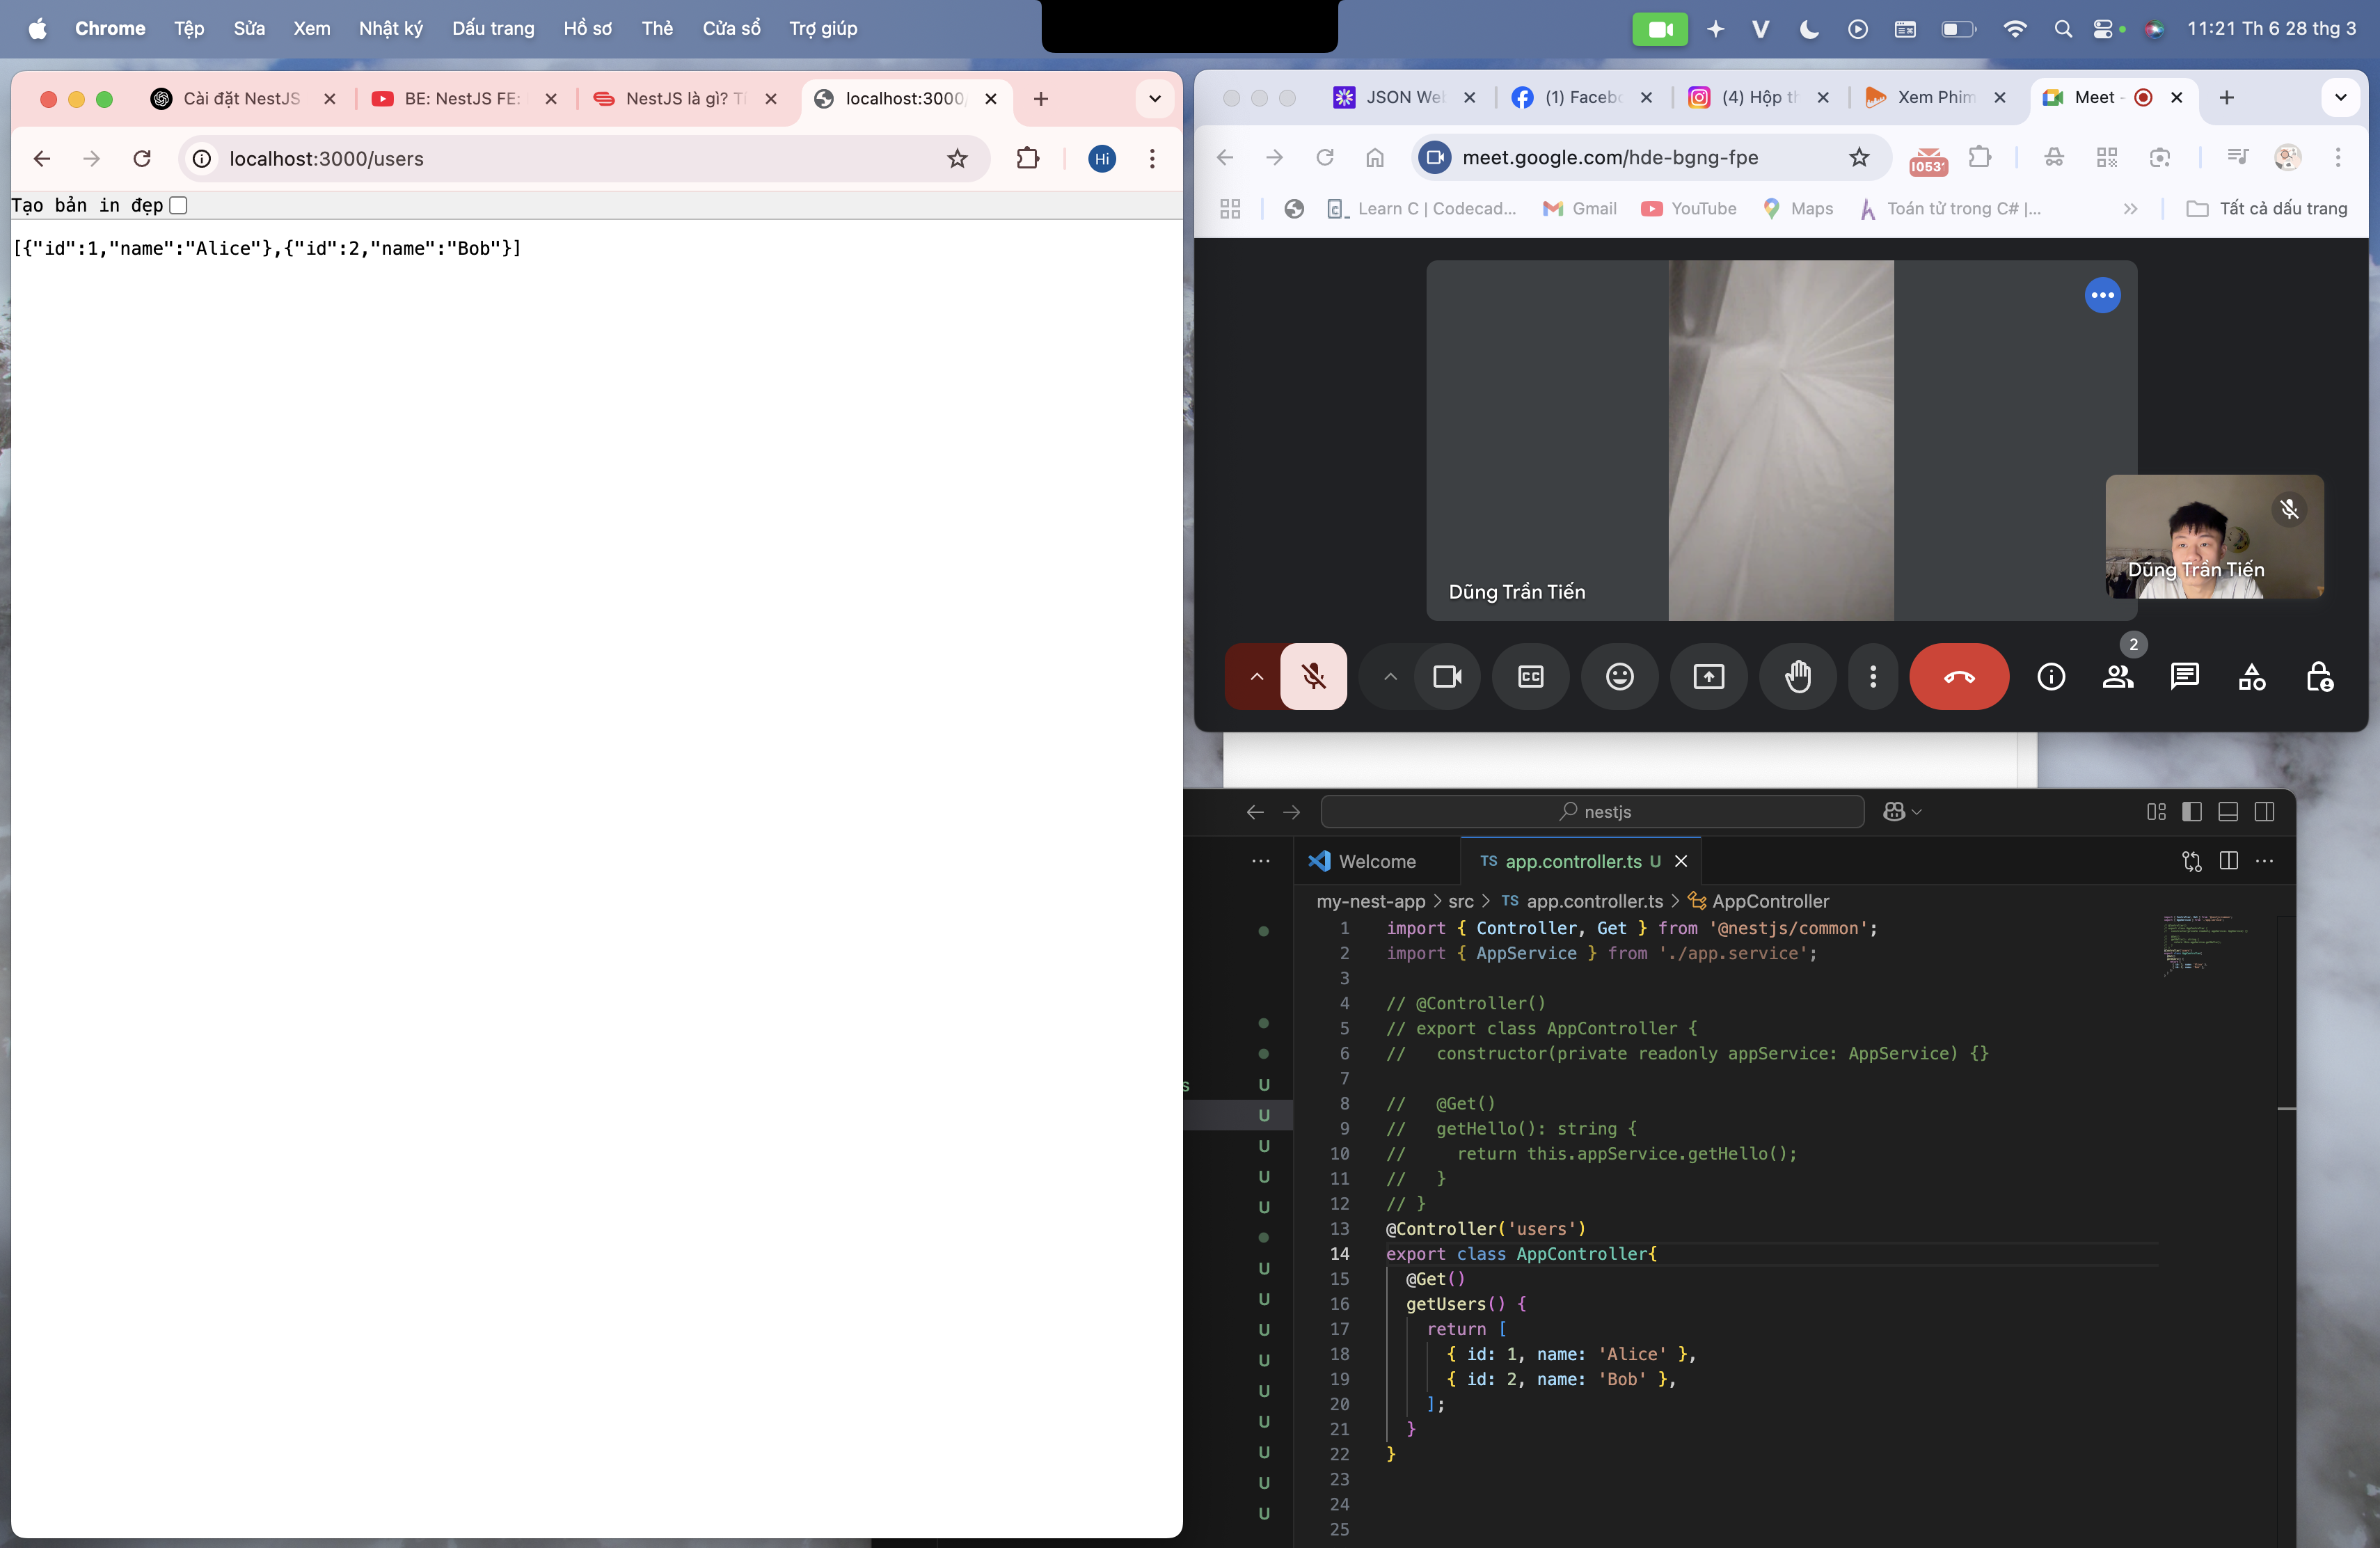 Chrome Tệp Sửa Xem Nhật ký Dấu trang Hồ sơ Thẻ Cửa sổ Trợ giúp
11:21 Th 6 28 thg 3
Cài đặt NestJS
BE: NestJS FE:
NestJS là gì? Tí
localhost:3000/
localhost:3000/users
Hi
Tạo bản in đẹp
[{"id":1,"name":"Alice"},{"id":2,"name":"Bob"}]
JSON Web
(1) Facebo
(4) Hộp th
Xem Phim
Meet -
meet.google.com/hde-bgng-fpe
Learn C | Codecad...
Gmail
YouTube
Maps
Toán tử trong C# |...
Tất cả dấu trang
Dũng Trần Tiến
Dũng Trần Tiến
CC
2
nestjs
Welcome
TS app.controller.ts U
my-nest-app > src > TS app.controller.ts > AppController
1 import { Controller, Get } from '@nestjs/common';
2 import { AppService } from './app.service';
3
4 // @Controller()
5 // export class AppController {
6 //   constructor(private readonly appService: AppService) {}
7
8 //   @Get()
9 //   getHello(): string {
10 //     return this.appService.getHello();
11 //   }
12 // }
13 @Controller('users')
14 export class AppController{
15   @Get()
16   getUsers() {
17     return [
18       { id: 1, name: 'Alice' },
19       { id: 2, name: 'Bob' },
20     ];
21   }
22 }
23
24
25
s U
U
U
U
U
U
U
U
U
U
U
U
U
U